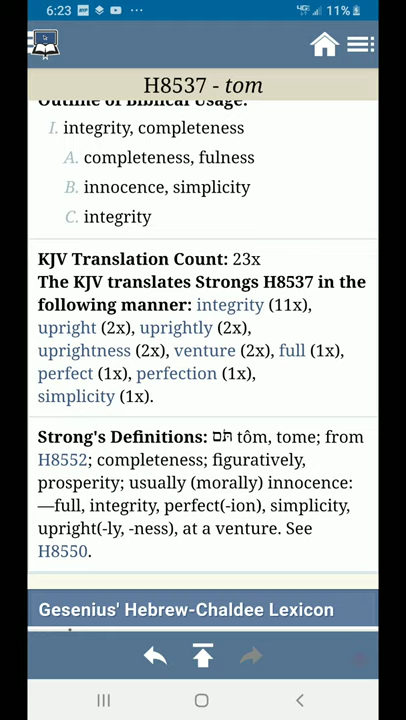 6:23
11%
H8537 - tom
Outline of Biblical Usage:
I. integrity, completeness
A. completeness, fulness
B. innocence, simplicity
C. integrity
KJV Translation Count: 23x
The KJV translates Strongs H8537 in the
following manner: integrity (11x),
upright (2x), uprightly (2x),
uprightness (2x), venture (2x), full (1x),
perfect (1x), perfection (1x),
simplicity (1x).
Strong's Definitions: תֹּם tôm, tome; from
H8552; completeness; figuratively,
prosperity; usually (morally) innocence:
—full, integrity, perfect(-ion), simplicity,
upright(-ly, -ness), at a venture. See
H8550.
Gesenius' Hebrew-Chaldee Lexicon